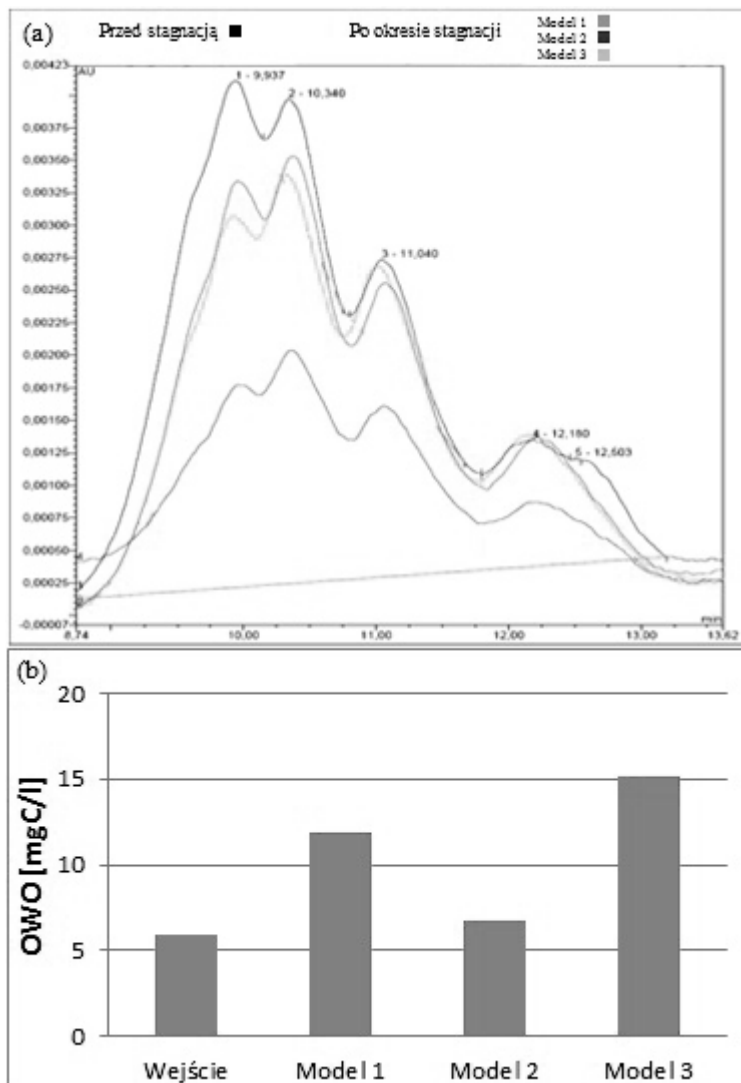 (a) Przed stagnacją Po okresie stagnacji Model 1
Model 2
Model 3
0,00423
AU
1 - 9,937
2 - 10,340
0,00375
0,00350
0,00325
0,00300
0,00275
3 - 11,040
0,00250
0,00225
0,00200
0,00175
0,00150
4 - 12,180
0,00125
5 - 12,503
0,00100
0,00075
0,00050
0,00025
-0,00007
8,74 10,00 11,00 12,00 13,00 13,62
(b)
20
15
10
5
0
OWO [mgC/l]
Wejście Model 1 Model 2 Model 3